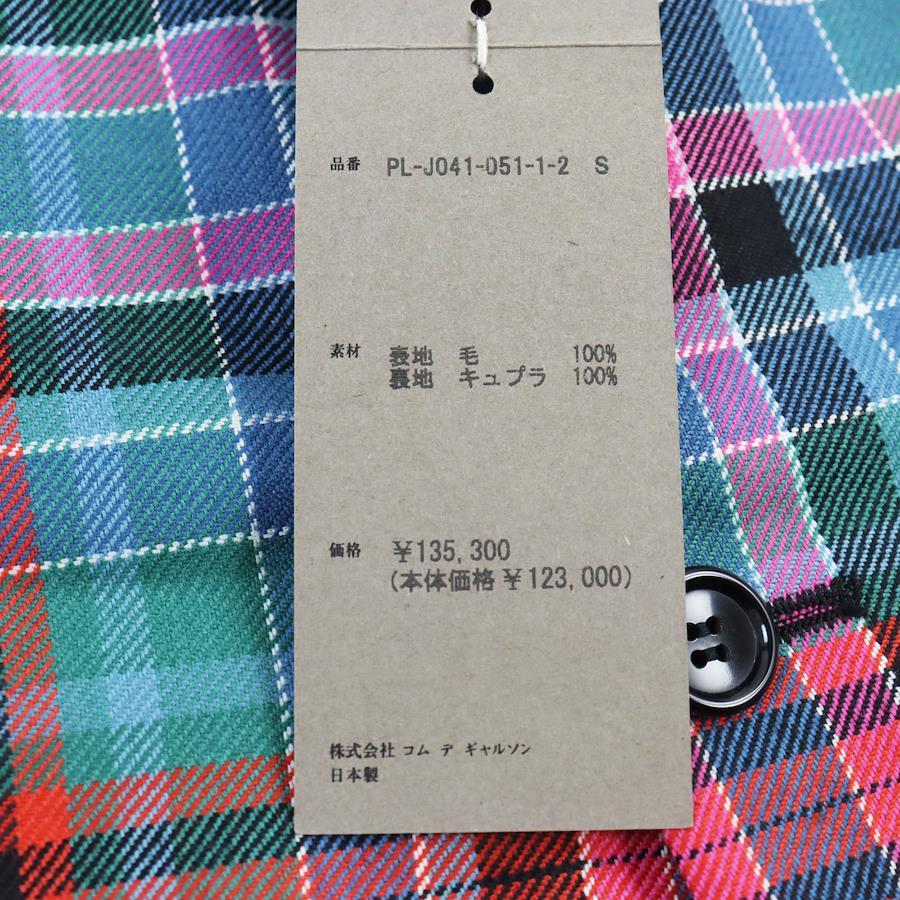 品番 PL-J041-051-1-2 S
素材 表地 毛 100%
裏地 キュプラ 100%
価格 ¥135,300
(本体価格¥123,000)
株式会社 コム デ ギャルソン
日本製